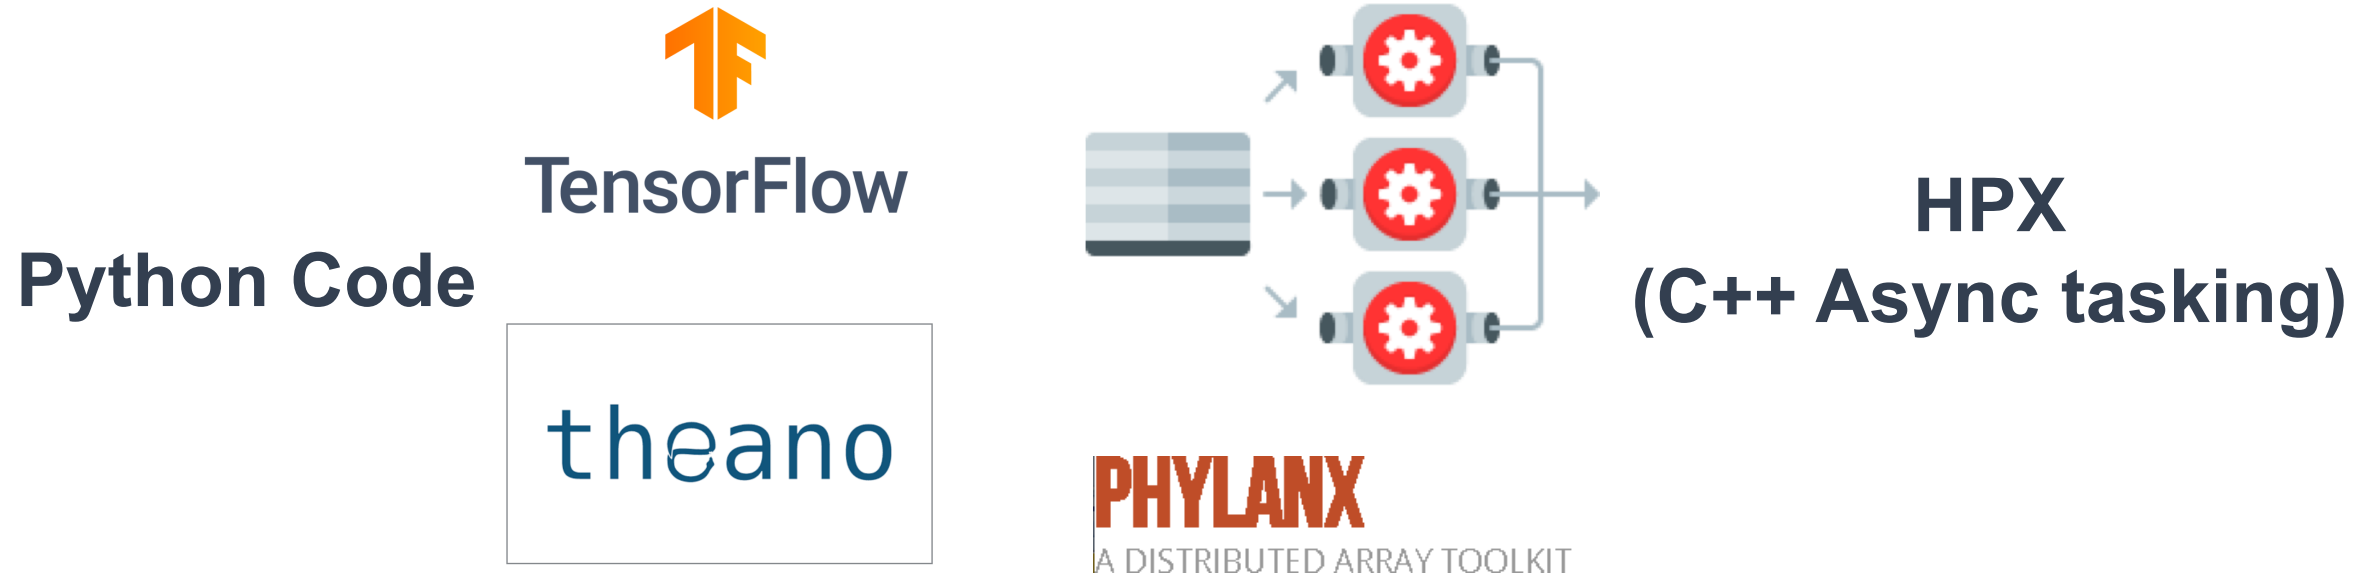 Python Code
TensorFlow
theano
PHYLANX
A DISTRIBUTED ARRAY TOOLKIT
HPX
(C++ Async tasking)